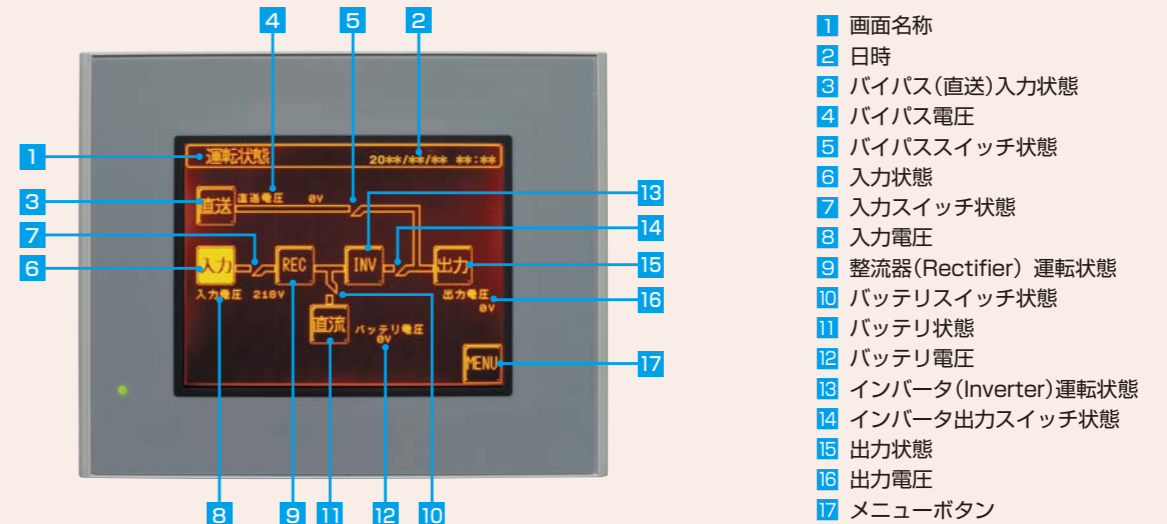 4
5
2
1
運転状態
20**/**/** **:**
3
直送
直送電圧 0V
13
14
7
6
入力
REC
INV
出力
15
入力電圧 210V
出力電圧
0V
16
直流
バッテリ電圧
0V
MENU
17
8
9
11
12
10
1 画面名称
2 日時
3 バイパス(直送)入力状態
4 バイパス電圧
5 バイパススイッチ状態
6 入力状態
7 入力スイッチ状態
8 入力電圧
9 整流器(Rectifier) 運転状態
10 バッテリスイッチ状態
11 バッテリ状態
12 バッテリ電圧
13 インバータ(Inverter)運転状態
14 インバータ出力スイッチ状態
15 出力状態
16 出力電圧
17 メニューボタン